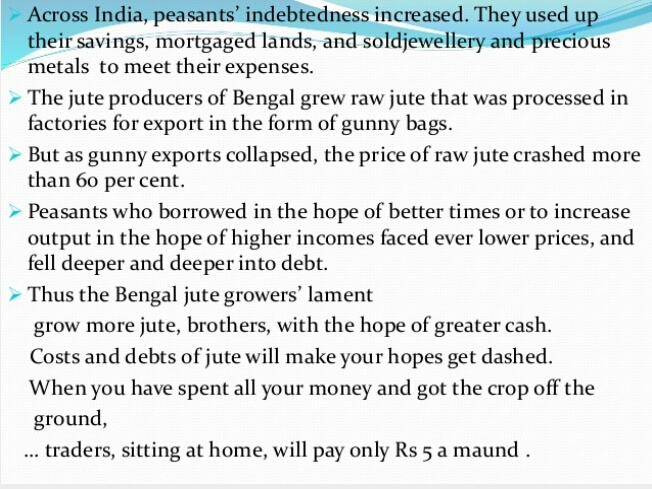 Across India, peasants’ indebtedness increased. They used up
their savings, mortgaged lands, and soldjewellery and precious
metals to meet their expenses.
The jute producers of Bengal grew raw jute that was processed in
factories for export in the form of gunny bags.
But as gunny exports collapsed, the price of raw jute crashed more
than 60 per cent.
Peasants who borrowed in the hope of better times or to increase
output in the hope of higher incomes faced ever lower prices, and
fell deeper and deeper into debt.
Thus the Bengal jute growers’ lament
grow more jute, brothers, with the hope of greater cash.
Costs and debts of jute will make your hopes get dashed.
When you have spent all your money and got the crop off the
ground,
... traders, sitting at home, will pay only Rs 5 a maund .